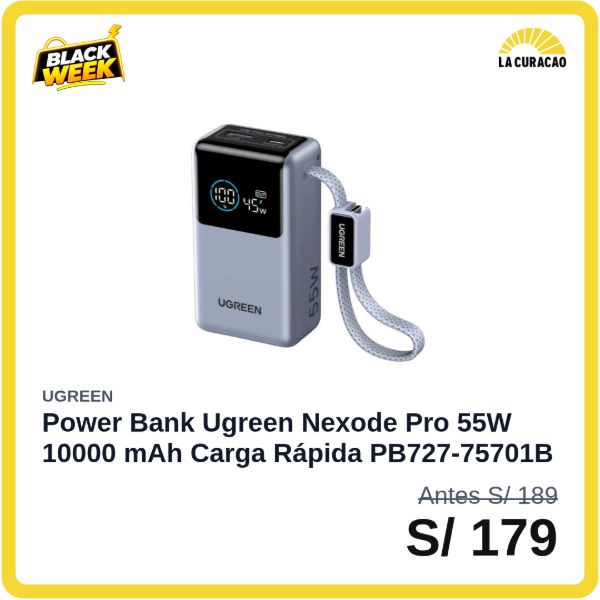 BLACK
WEEK
LA CURACAO
100
%
OUT
45W
UGREEN
UGREEN
55W
UGREEN
Power Bank Ugreen Nexode Pro 55W
10000 mAh Carga Rápida PB727-75701B
Antes S/ 189
S/ 179